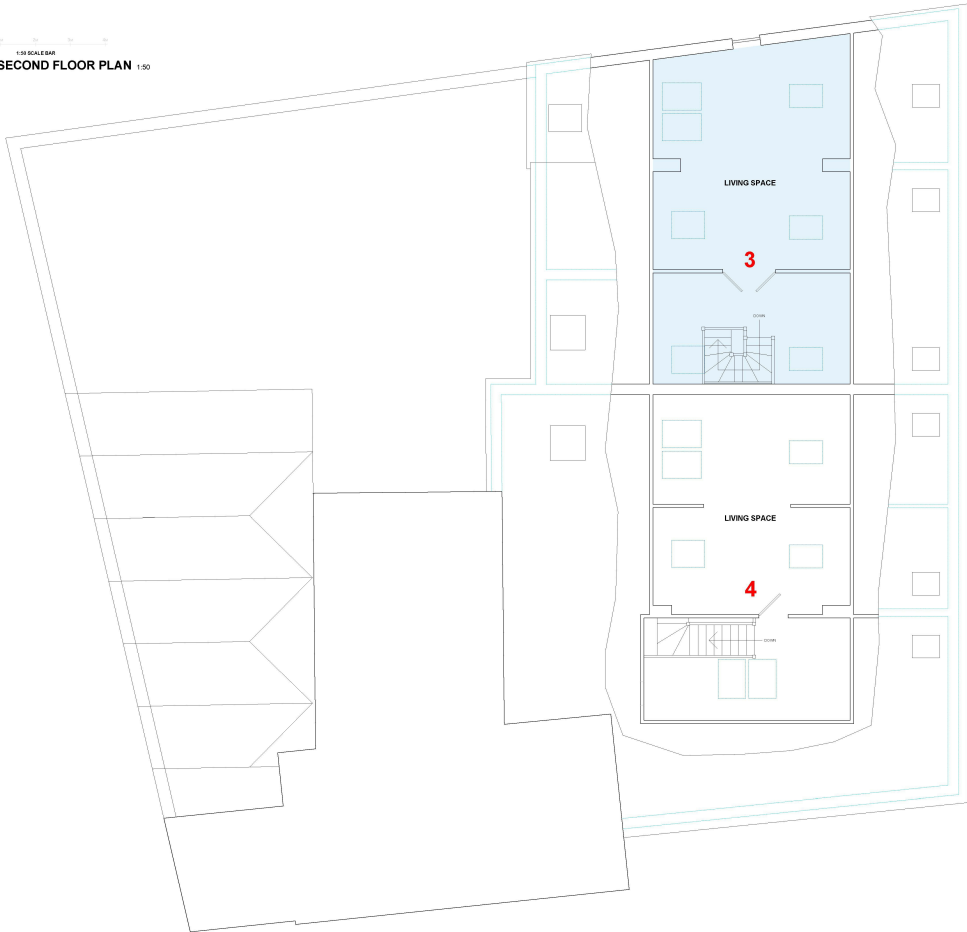 1:50 SCALE BAR
SECOND FLOOR PLAN 1:50
LIVING SPACE
3
DOWN
LIVING SPACE
4
DOWN